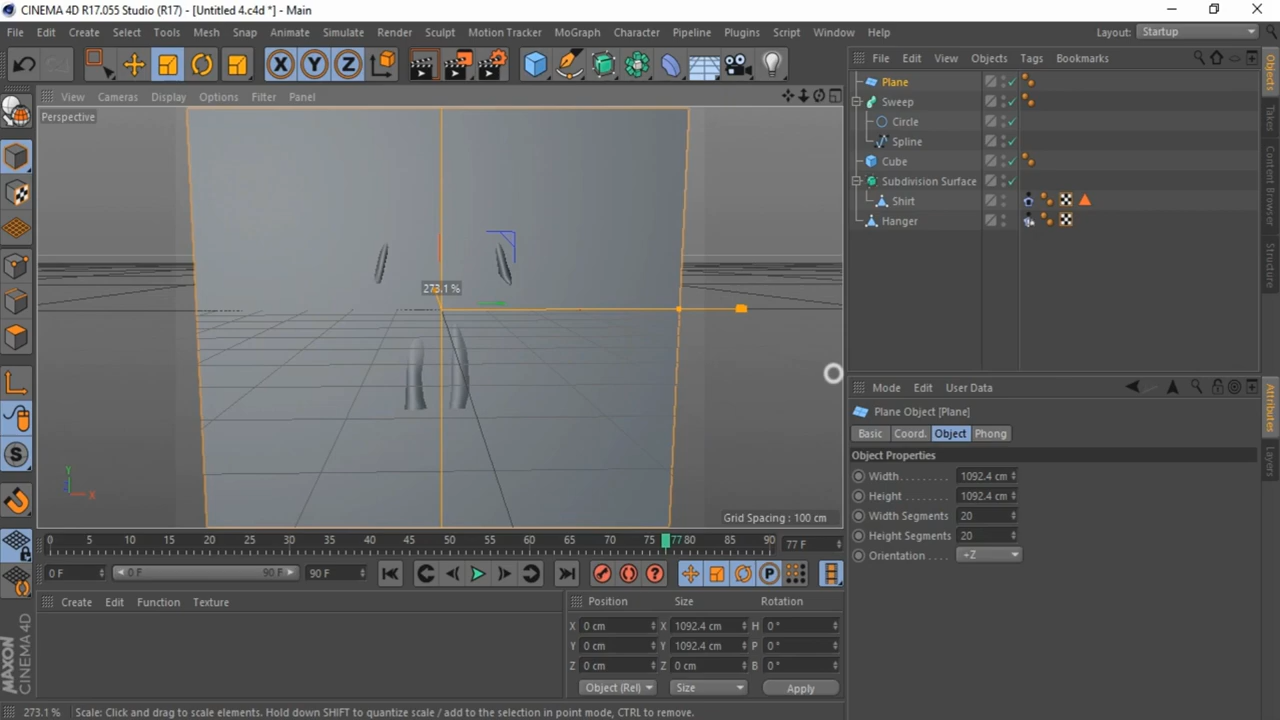 CINEMA 4D R17.055 Studio (R17) - [Untitled 4.c4d *] - Main
File Edit Create Select Tools Mesh Snap Animate Simulate Render Sculpt Motion Tracker MoGraph Character Pipeline Plugins Script Window Help Layout: Startup
X Y Z
View Cameras Display Options Filter Panel
File Edit View Objects Tags Bookmarks
Perspective
Plane
Sweep
Circle
Spline
Cube
Subdivision Surface
Shirt
Hanger
Objects
Takes
Content Browser
Structure
273.1 %
Y
X
Grid Spacing : 100 cm
Mode Edit User Data
Plane Object [Plane]
Basic Coord. Object Phong
Object Properties
Width 1092.4 cm
Height 1092.4 cm
Width Segments 20
Height Segments 20
Orientation +Z
Attributes
Layers
S
0 5 10 15 20 25 30 35 40 45 50 55 60 65 70 75 77 80 85 90 77 F
0 F 0 F 90 F 90 F
P
Create Edit Function Texture
Position Size Rotation
X 0 cm X 1092.4 cm H 0 °
Y 0 cm Y 1092.4 cm P 0 °
Z 0 cm Z 0 cm B 0 °
Object (Rel) Size Apply
MAXON
CINEMA 4D
273.1 % Scale: Click and drag to scale elements. Hold down SHIFT to quantize scale / add to the selection in point mode, CTRL to remove.